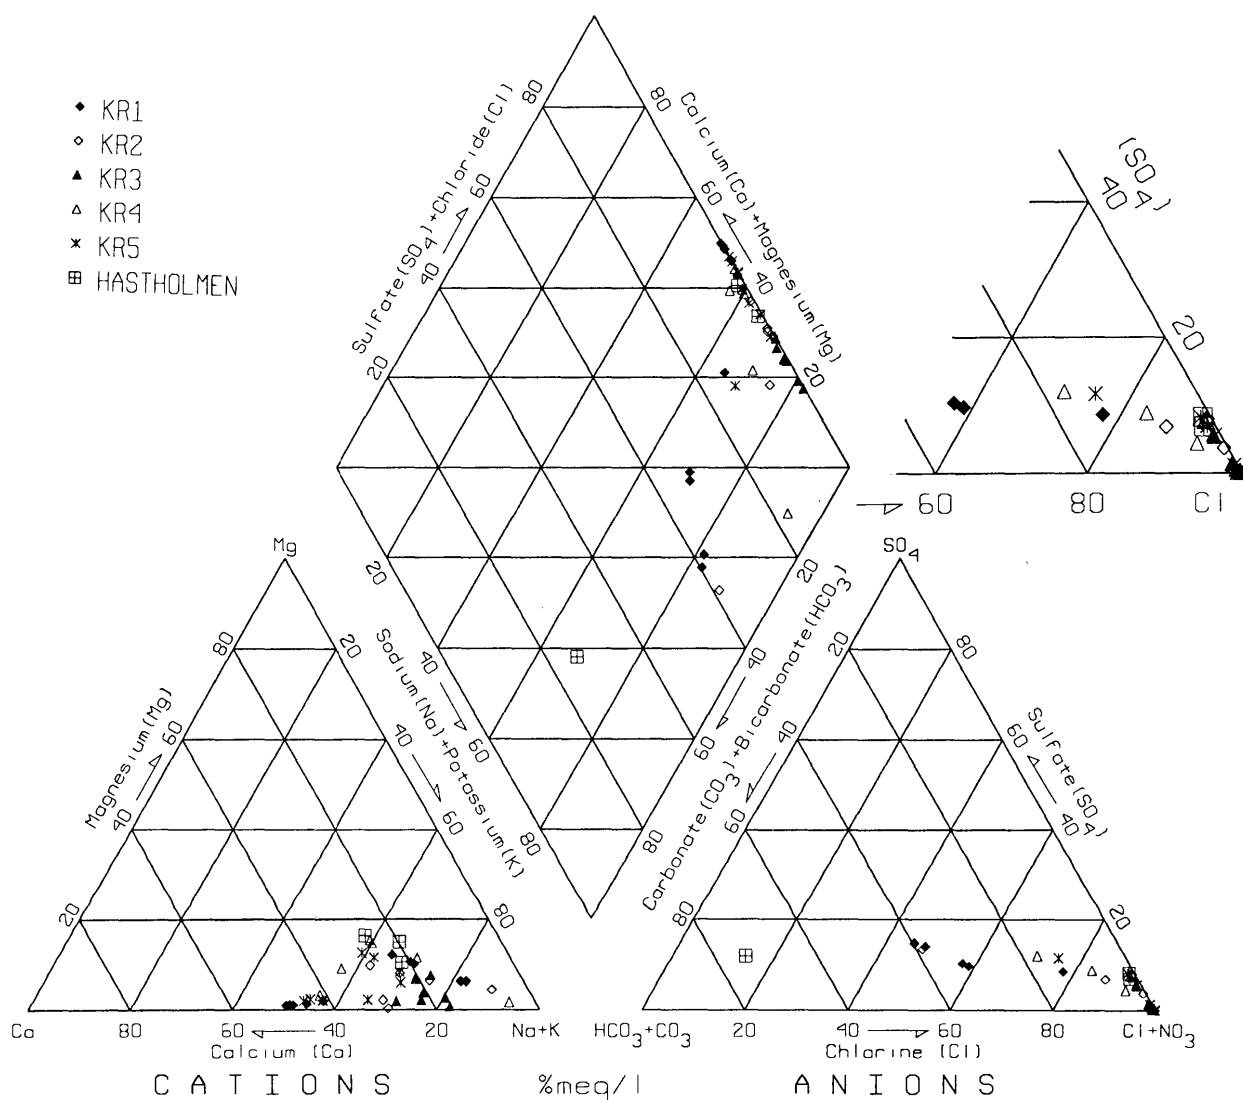 KR1
KR2
KR3
KR4
KR5
HASTHOLMEN
80
60
40
20
Sulfate(SO4)+Chloride(Cl)
80
60
40
20
Calcium(Ca)+Magnesium(Mg)
(SO4)
40
20
60
80
Cl
20
40
60
80
Sodium(Na)+Potassium(K)
20
40
60
80
Carbonate(CO3)+Bicarbonate(HCO3)
Mg
80
60
40
20
Magnesium(Mg)
20
40
60
80
Ca
80
60
40
20
Na+K
Calcium (Ca)
SO4
20
40
60
80
80
60
40
20
Sulfate(SO4)
HCO3+CO3
20
40
60
80
Cl+NO3
Chlorine (Cl)
CATIONS
%meq/l
ANIONS